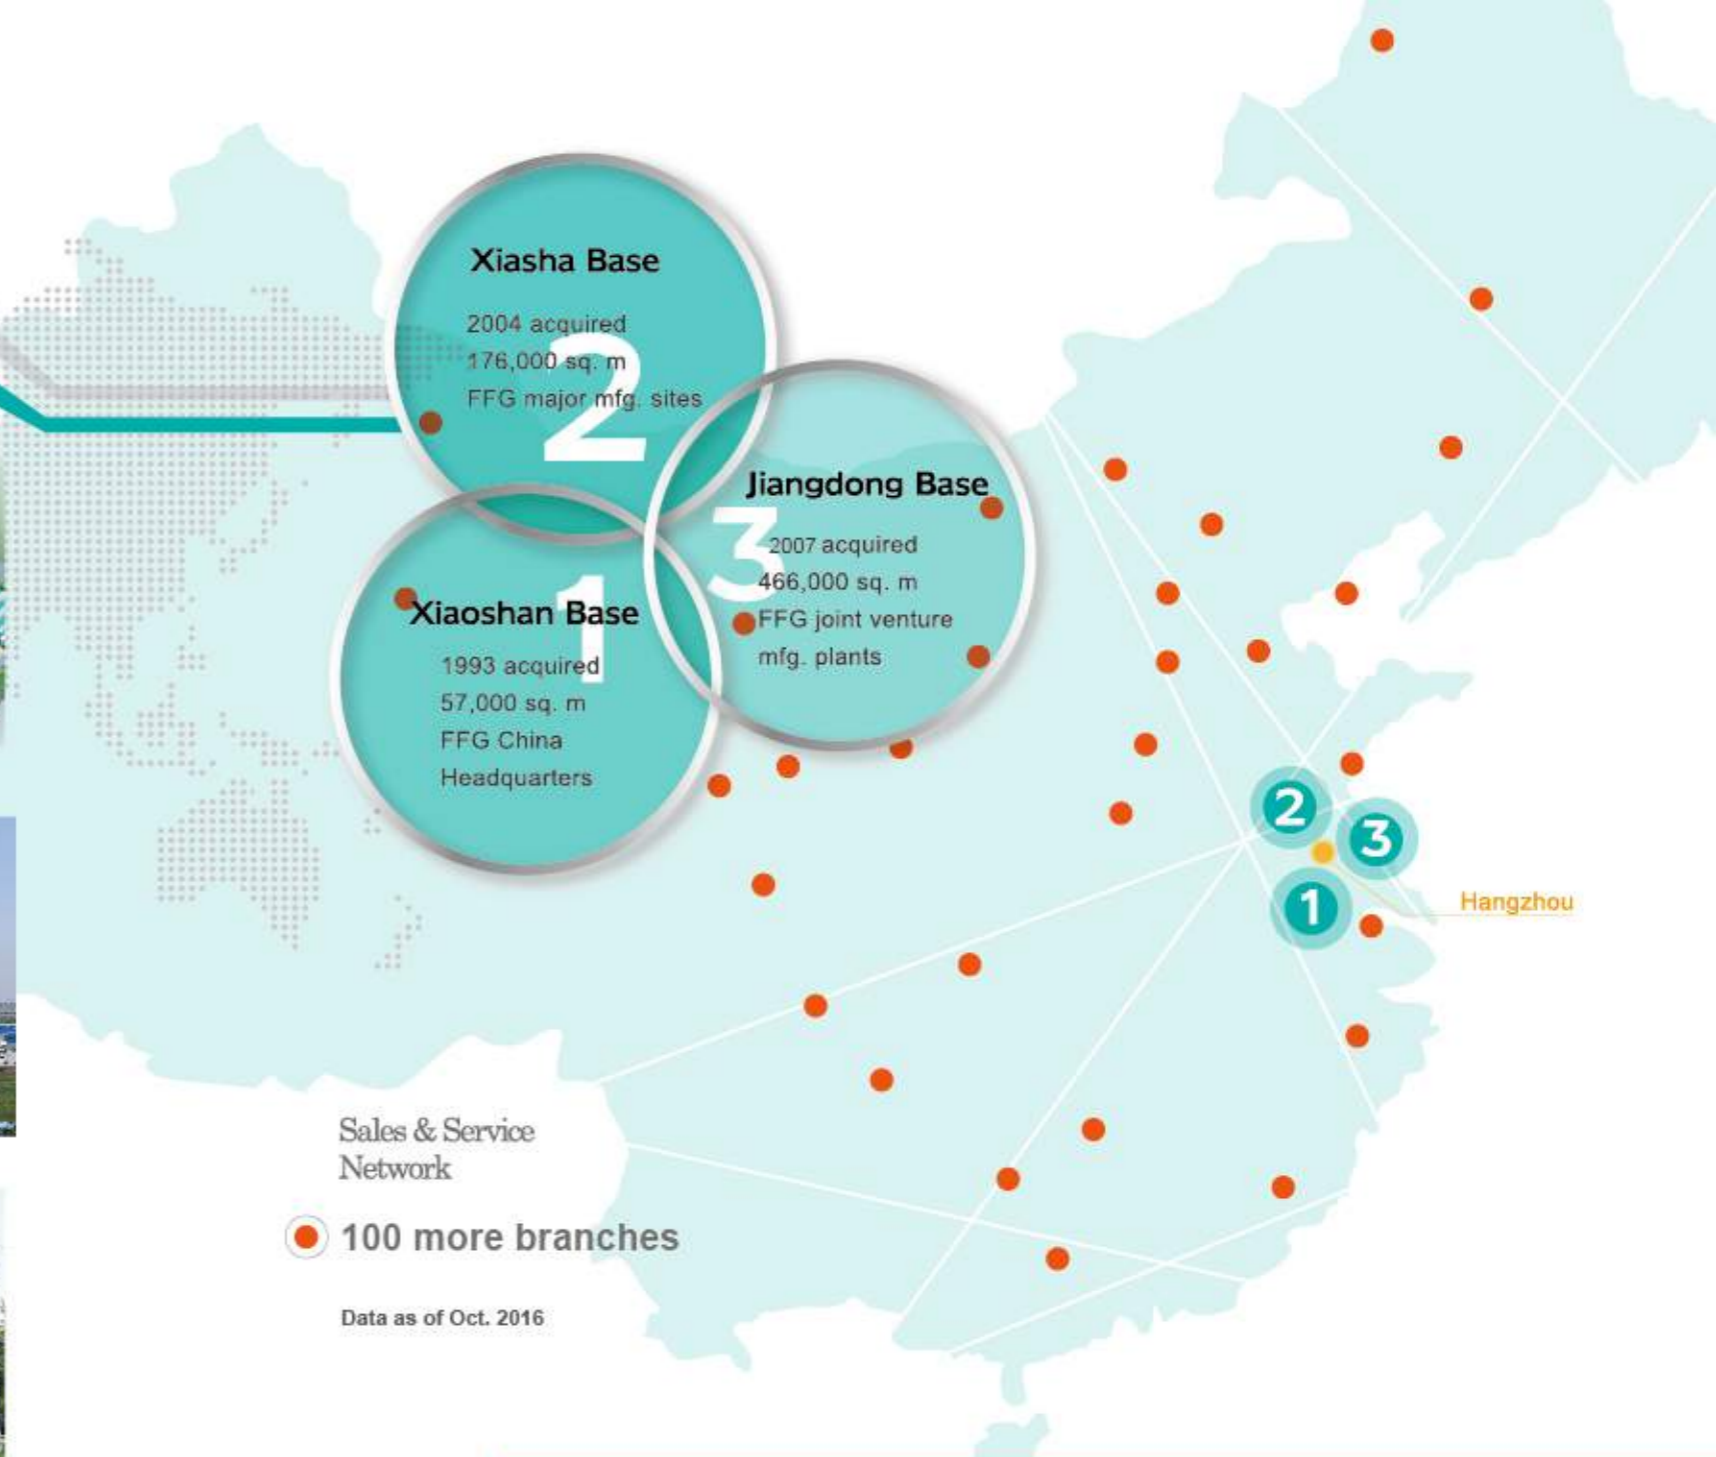 Xiasha Base
2004 acquired
176,000 sq. m
FFG major mfg. sites
2
Jiangdong Base
3
2007 acquired
466,000 sq. m
FFG joint venture
mfg. plants
1
Xiaoshan Base
1993 acquired
57,000 sq. m
FFG China
Headquarters
2
3
1
Hangzhou
Sales & Service
Network
100 more branches
Data as of Oct. 2016